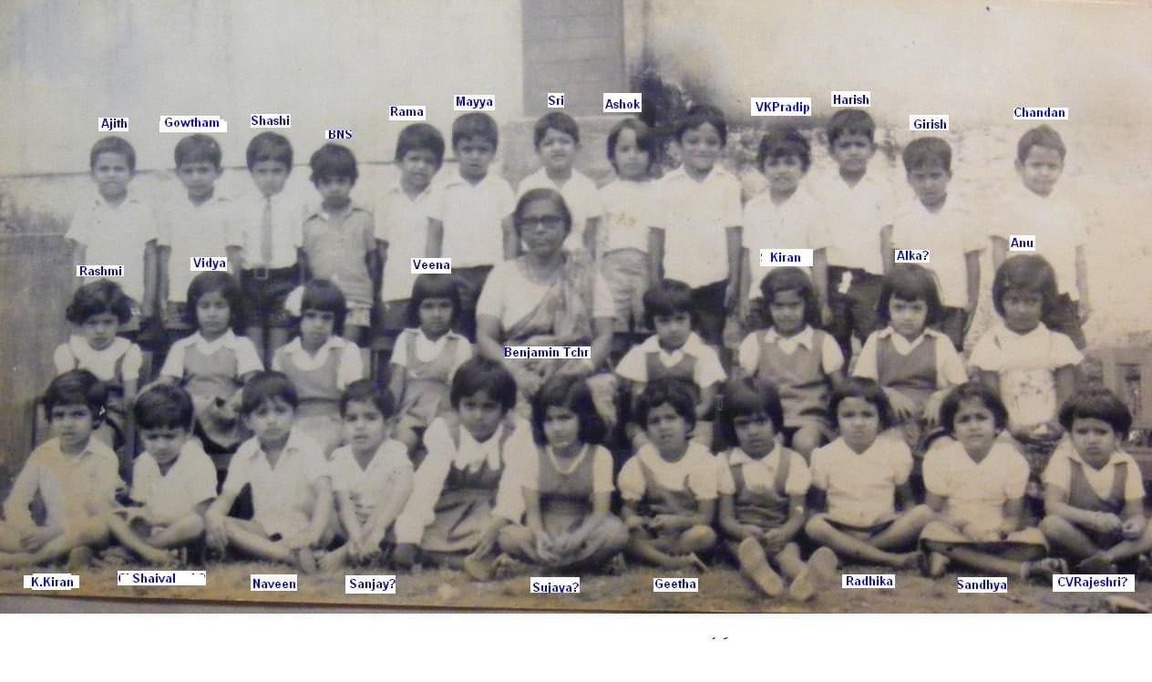 Ajith
Gowtham
Shashi
BNS
Rama
Mayya
Sri
Ashok
VKPradip
Harish
Girish
Chandan
Rashmi
Vidya
Veena
Benjamin Tchr
Kiran
Alka?
Anu
K.Kiran
Shaival
Naveen
Sanjay?
Sujaya?
Geetha
Radhika
Sandhya
CVRajeshri?